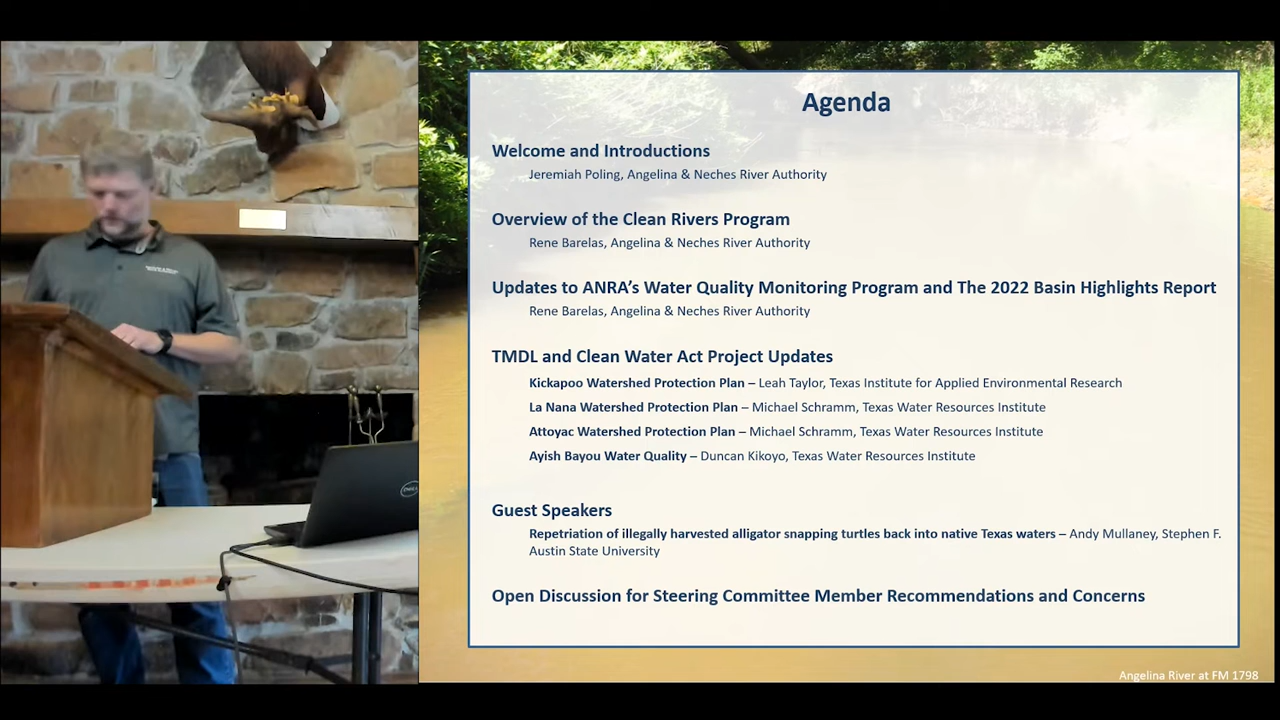 Agenda
Welcome and Introductions
Jeremiah Poling, Angelina & Neches River Authority
Overview of the Clean Rivers Program
Rene Barelas, Angelina & Neches River Authority
Updates to ANRA’s Water Quality Monitoring Program and The 2022 Basin Highlights Report
Rene Barelas, Angelina & Neches River Authority
TMDL and Clean Water Act Project Updates
Kickapoo Watershed Protection Plan – Leah Taylor, Texas Institute for Applied Environmental Research
La Nana Watershed Protection Plan – Michael Schramm, Texas Water Resources Institute
Attoyac Watershed Protection Plan – Michael Schramm, Texas Water Resources Institute
Ayish Bayou Water Quality – Duncan Kikoyo, Texas Water Resources Institute
Guest Speakers
Repetriation of illegally harvested alligator snapping turtles back into native Texas waters – Andy Mullaney, Stephen F.
Austin State University
Open Discussion for Steering Committee Member Recommendations and Concerns
Angelina River at FM 1798
DELL